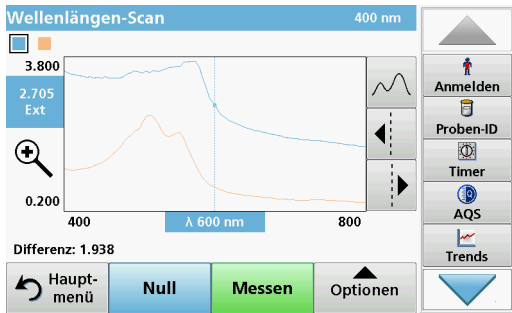 Wellenlängen-Scan
400 nm
3.800
2.705
Ext
0.200
400
λ 600 nm
800
Differenz: 1.938
Haupt-
menü
Null
Messen
Optionen
Anmelden
Proben-ID
Timer
AQS
Trends